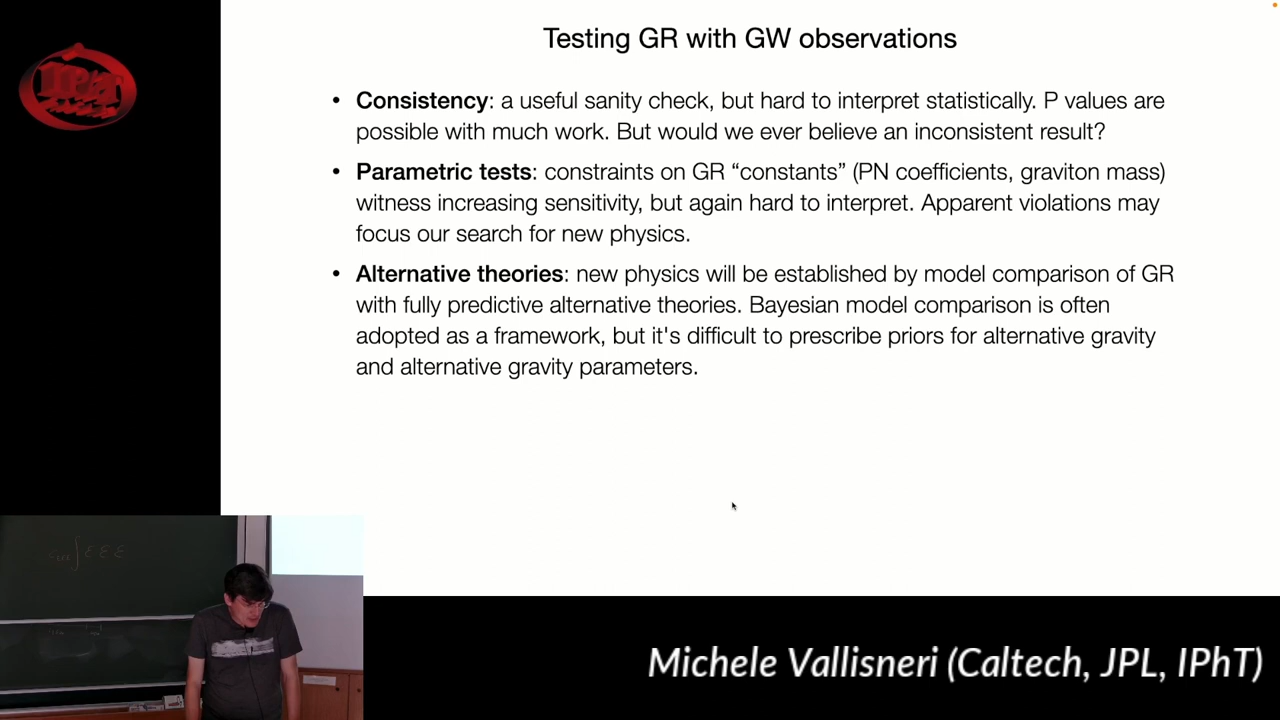 Testing GR with GW observations
• Consistency: a useful sanity check, but hard to interpret statistically. P values are
possible with much work. But would we ever believe an inconsistent result?
• Parametric tests: constraints on GR “constants” (PN coefficients, graviton mass)
witness increasing sensitivity, but again hard to interpret. Apparent violations may
focus our search for new physics.
• Alternative theories: new physics will be established by model comparison of GR
with fully predictive alternative theories. Bayesian model comparison is often
adopted as a framework, but it's difficult to prescribe priors for alternative gravity
and alternative gravity parameters.
IPhT
Michele Vallisneri (Caltech, JPL, IPhT)